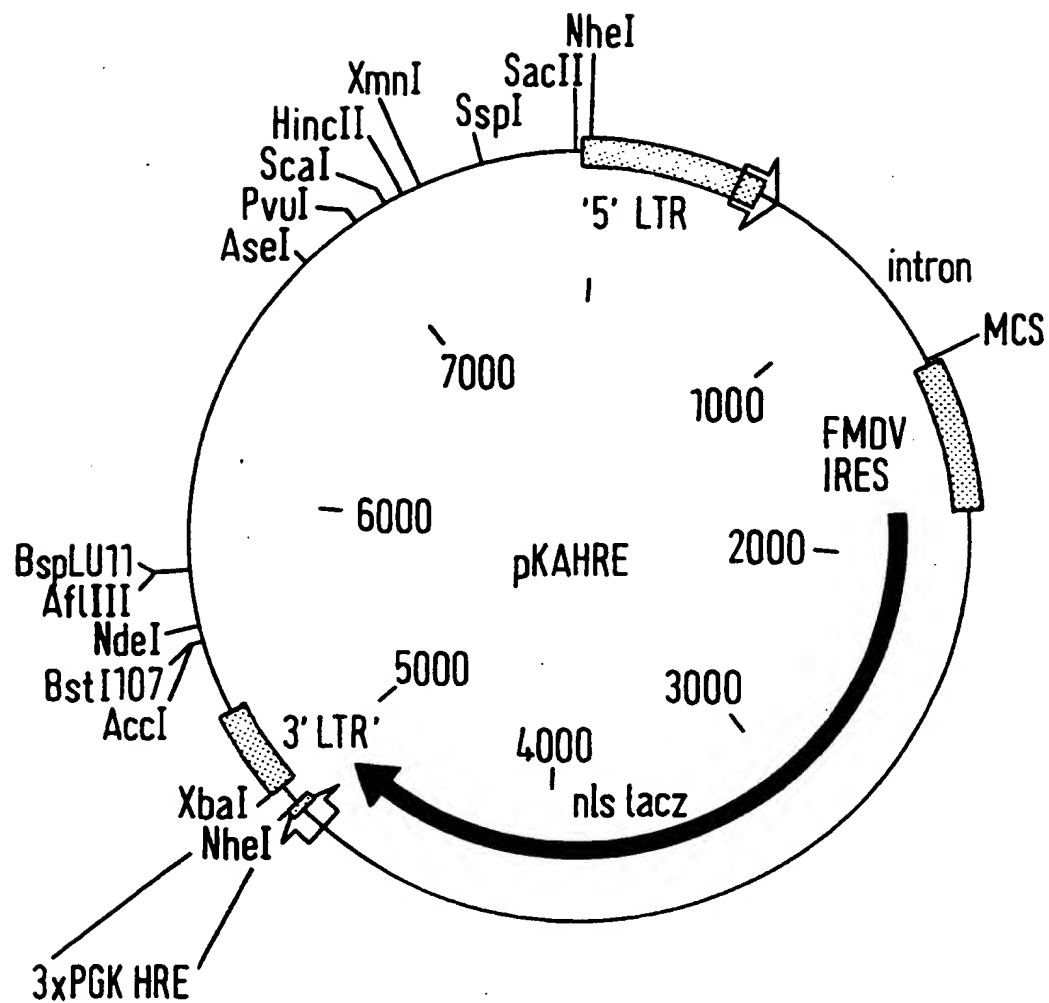 NheI
SacII
XmnI
SspI
HincII
ScaI
PvuI
AseI
'5' LTR
intron
MCS
7000
1000
FMDV
IRES
6000
pKAHRE
2000
BspLU11
AflIII
NdeI
BstI107
AccI
5000
3000
3' LTR'
4000
nls lacz
XbaI
NheI
3xPGK HRE